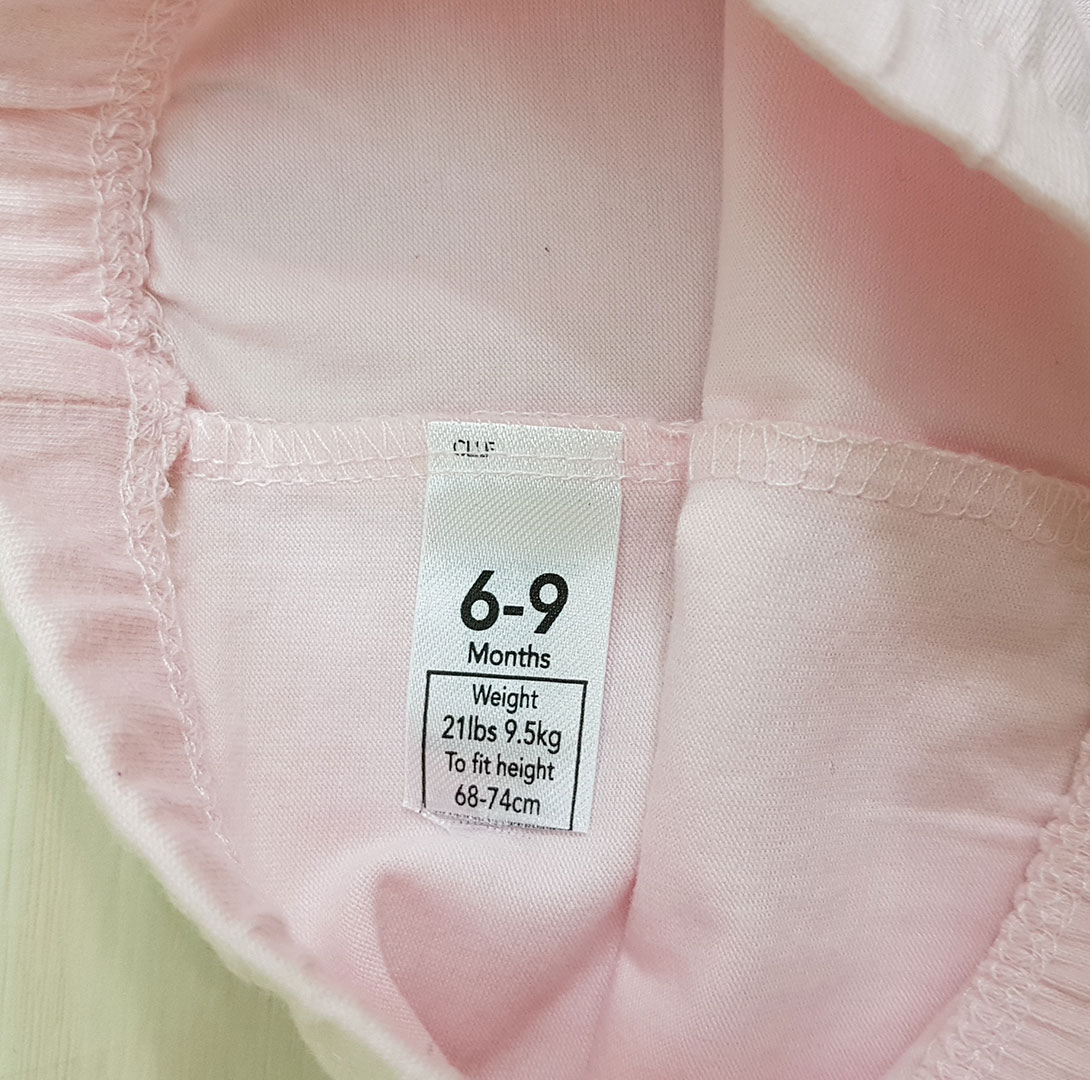 6-9
Months
Weight
21lbs 9.5kg
To fit height
68-74cm